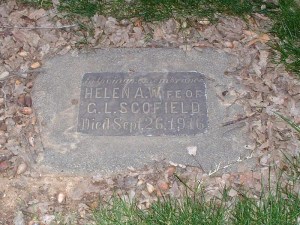 HELEN A. WIFE OF
G. L. SCOFIELD
Died Sept. 26, 1916